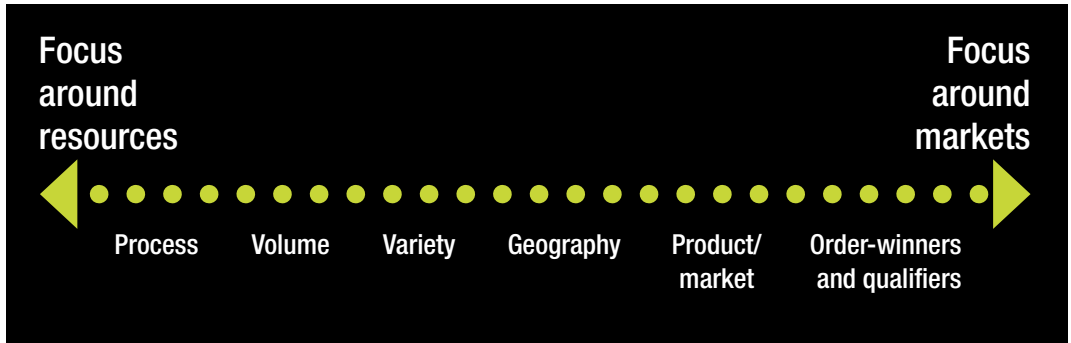 Focus
around
resources
Focus
around
markets
Process
Volume
Variety
Geography
Product/
market
Order-winners
and qualifiers